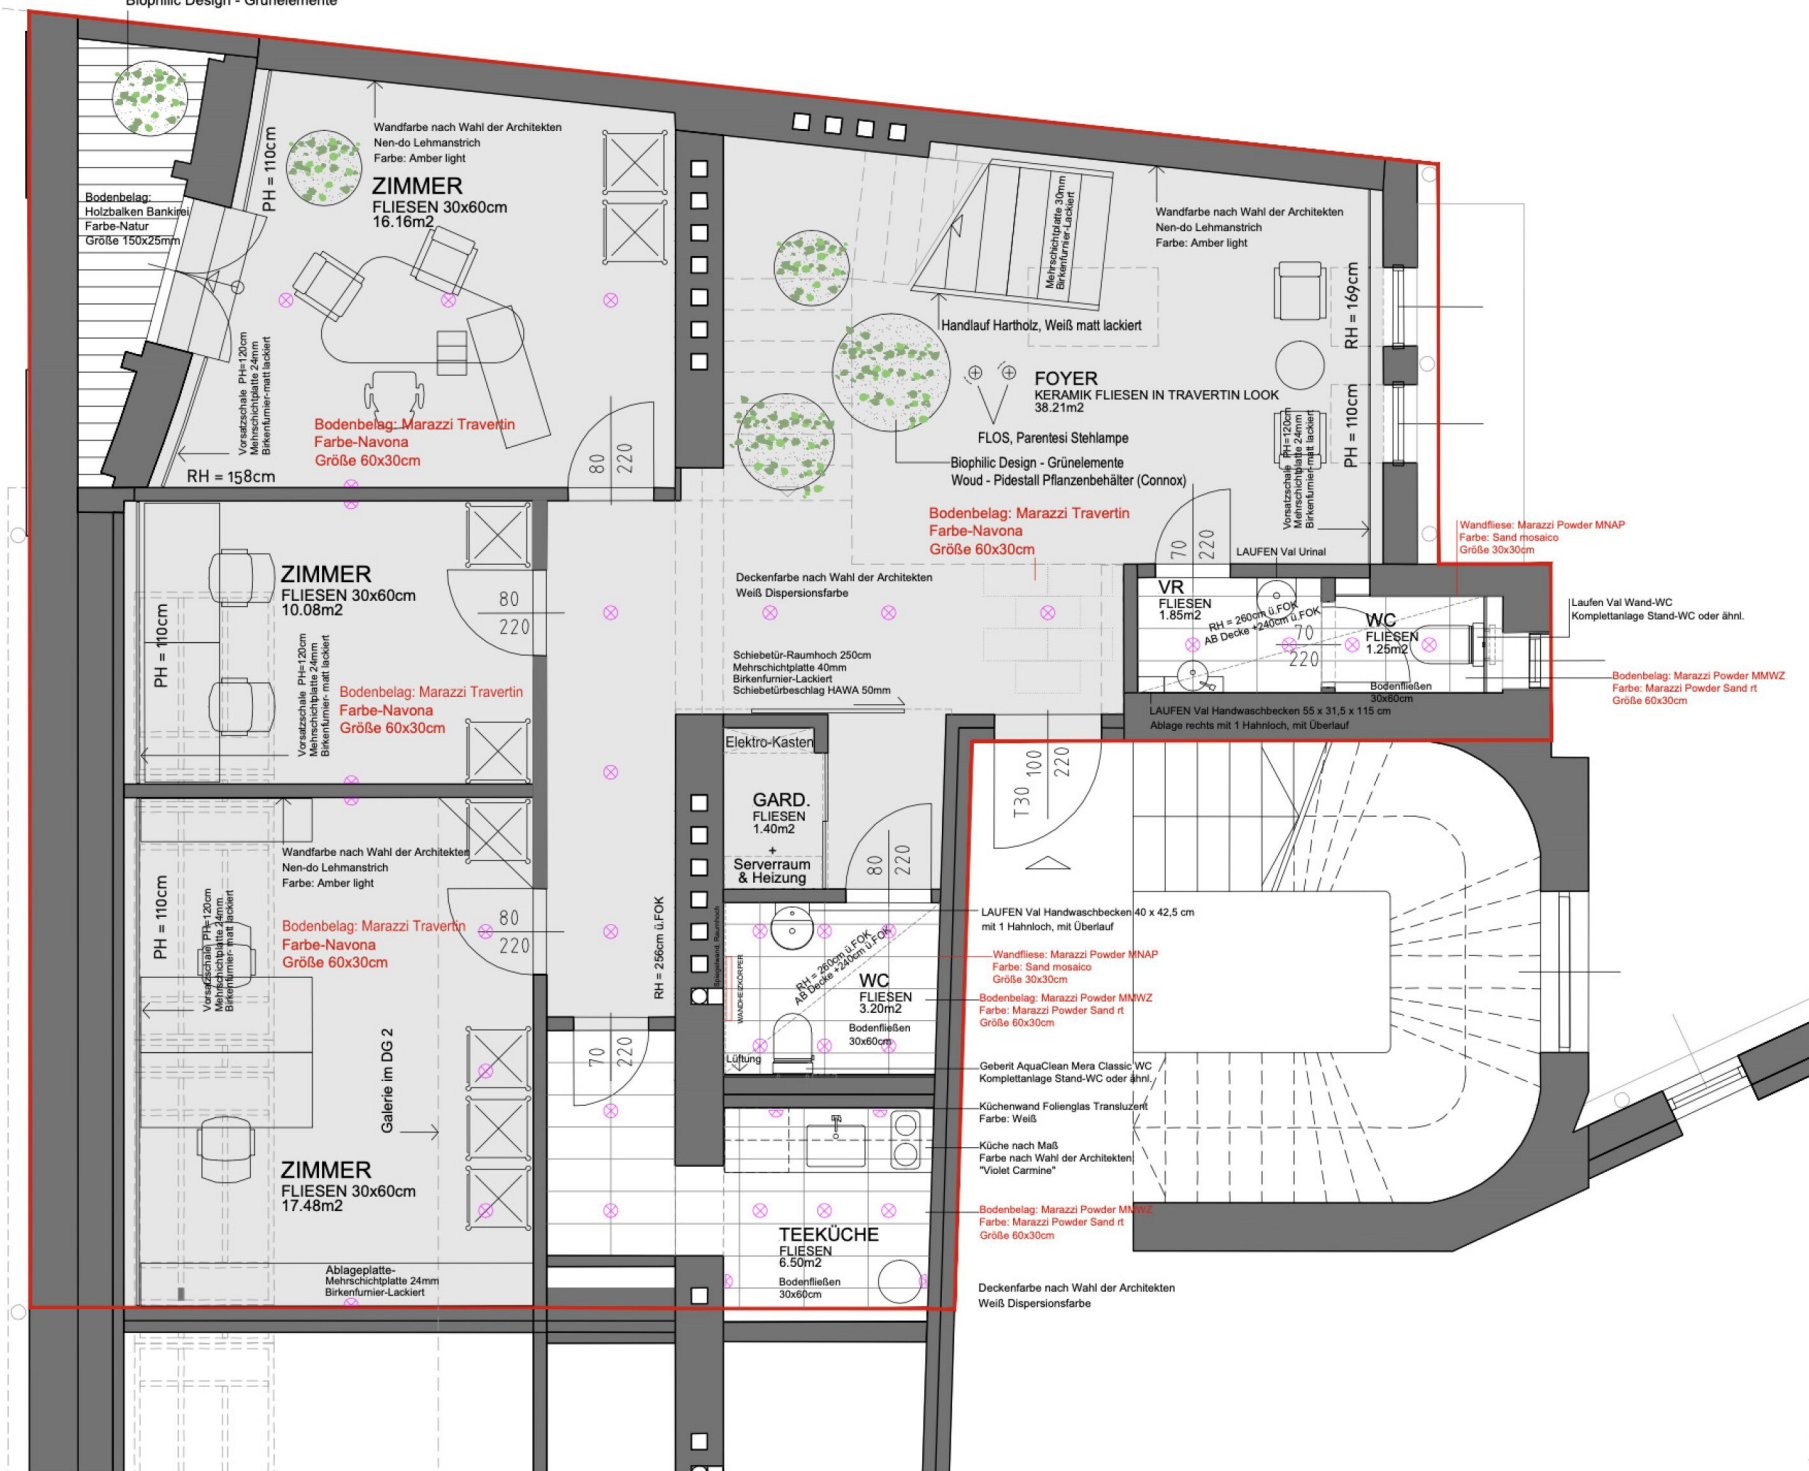 Biophilic Design - Grünelemente
Wandfarbe nach Wahl der Architekten
Nen-do Lehmanstrich
Farbe: Amber light
ZIMMER
FLIESEN 30x60cm
16.16m2
PH = 110cm
Bodenbelag:
Holzbalken Bankirei
Farbe-Natur
Größe 150x25mm
Vorsatzschale PH=120cm
Mehrschichtplatte 24mm
Birkenfurnier-matt lackiert
Bodenbelag: Marazzi Travertin
Farbe-Navona
Größe 60x30cm
RH = 158cm
80
220
Mehrschichtplatte 30mm
Birkenfurnier-Lackiert
Wandfarbe nach Wahl der Architekten
Nen-do Lehmanstrich
Farbe: Amber light
Handlauf Hartholz, Weiß matt lackiert
RH = 169cm
FOYER
KERAMIK FLIESEN IN TRAVERTIN LOOK
38.21m2
FLOS, Parentesi Stehlampe
Biophilic Design - Grünelemente
Woud - Pidestall Pflanzenbehälter (Connox)
PH = 110cm
Vorsatzschale PH=120cm
Mehrschichtplatte 24mm
Birkenfurnier-matt lackiert
Bodenbelag: Marazzi Travertin
Farbe-Navona
Größe 60x30cm
70
220
LAUFEN Val Urinal
Wandfliese: Marazzi Powder MNAP
Farbe: Sand mosaico
Größe 30x30cm
ZIMMER
FLIESEN 30x60cm
10.08m2
PH = 110cm
Vorsatzschale PH=120cm
Mehrschichtplatte 24mm
Birkenfurnier- matt lackiert
Bodenbelag: Marazzi Travertin
Farbe-Navona
Größe 60x30cm
80
220
Deckenfarbe nach Wahl der Architekten
Weiß Dispersionsfarbe
VR
FLIESEN
1.85m2
RH = 260cm ü.FOK
AB Decke +240cm ü.FOK
70
220
WC
FLIESEN
1.25m2
Bodenfließen
30x60cm
Laufen Val Wand-WC
Komplettanlage Stand-WC oder ähnl.
Bodenbelag: Marazzi Powder MMWZ
Farbe: Marazzi Powder Sand rt
Größe 60x30cm
Schiebetür-Raumhoch 250cm
Mehrschichtplatte 40mm
Birkenfurnier-Lackiert
Schiebetürbeschlag HAWA 50mm
LAUFEN Val Handwaschbecken 55 x 31,5 x 115 cm
Ablage rechts mit 1 Hahnloch, mit Überlauf
Elektro-Kasten
GARD.
FLIESEN
1.40m2
+
Serverraum
& Heizung
T30 100
220
80
220
Wandfarbe nach Wahl der Architekten
Nen-do Lehmanstrich
Farbe: Amber light
PH = 110cm
Vorsatzschale PH=120cm
Mehrschichtplatte 24mm
Birkenfurnier- matt lackiert
Bodenbelag: Marazzi Travertin
Farbe-Navona
Größe 60x30cm
80
220
RH = 256cm ü.FOK
Spiegelwand, Raumhoch
WANDHEIZKÖRPER
RH = 260cm ü.FOK
AB Decke +240cm ü.FOK
WC
FLIESEN
3.20m2
Bodenfließen
30x60cm
Lüftung
LAUFEN Val Handwaschbecken 40 x 42,5 cm
mit 1 Hahnloch, mit Überlauf
Wandfliese: Marazzi Powder MNAP
Farbe: Sand mosaico
Größe 30x30cm
Bodenbelag: Marazzi Powder MMWZ
Farbe: Marazzi Powder Sand rt
Größe 60x30cm
Geberit AquaClean Mera Classic WC
Komplettanlage Stand-WC oder ähnl.
Küchenwand Folienglas Transluzent
Farbe: Weiß
Küche nach Maß
Farbe nach Wahl der Architekten
"Violet Carmine"
Galerie im DG 2
70
220
ZIMMER
FLIESEN 30x60cm
17.48m2
Bodenbelag: Marazzi Powder MMWZ
Farbe: Marazzi Powder Sand rt
Größe 60x30cm
TEEKÜCHE
FLIESEN
6.50m2
Bodenfließen
30x60cm
Ablageplatte-
Mehrschichtplatte 24mm
Birkenfurnier-Lackiert
Deckenfarbe nach Wahl der Architekten
Weiß Dispersionsfarbe